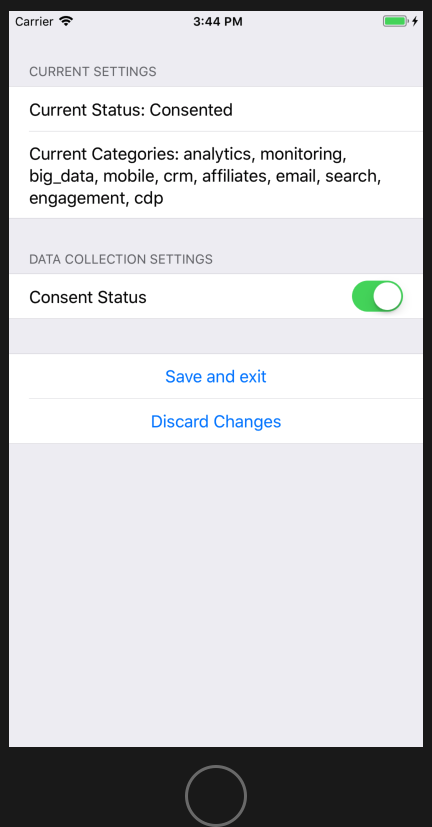 Carrier 3:44 PM
CURRENT SETTINGS
Current Status: Consented
Current Categories: analytics, monitoring,
big_data, mobile, crm, affiliates, email, search,
engagement, cdp
DATA COLLECTION SETTINGS
Consent Status
Save and exit
Discard Changes